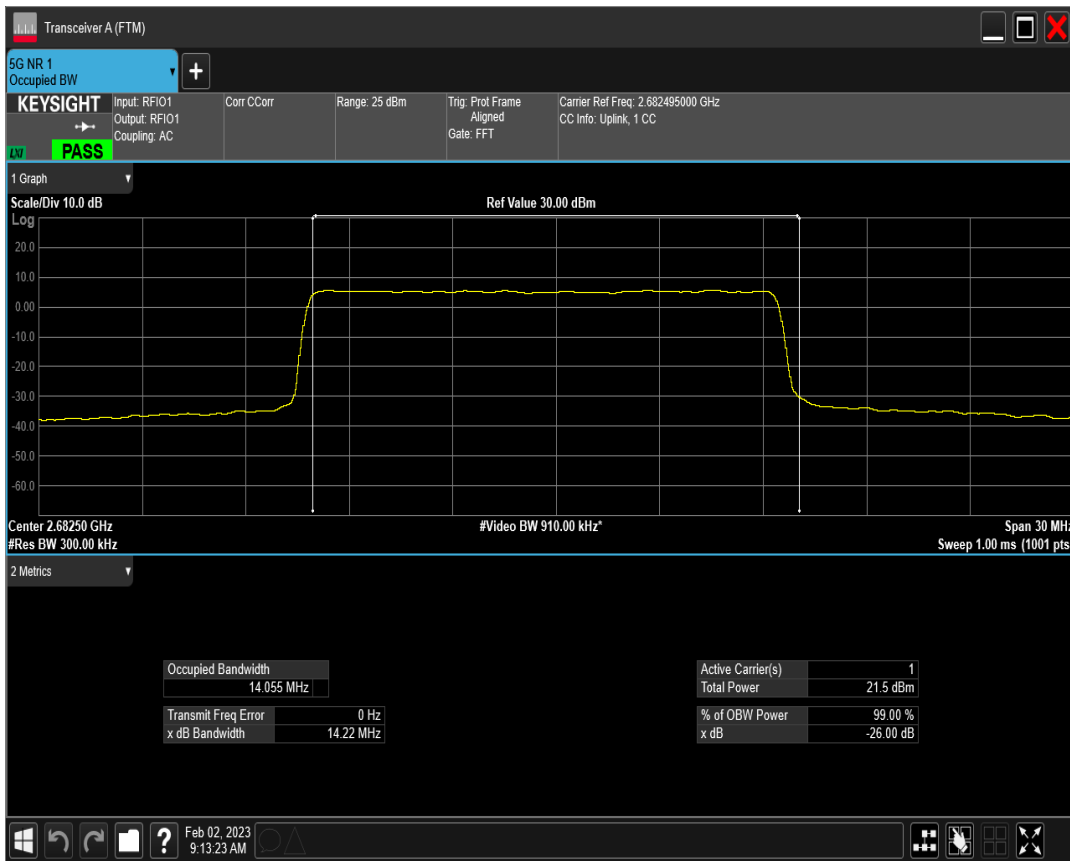 Transceiver A (FTM)
5G NR 1
Occupied BW
+
KEYSIGHT
LXI
PASS
Input: RFIO1
Output: RFIO1
Coupling: AC
Corr CCorr
Range: 25 dBm
Trig: Prot Frame
Aligned
Gate: FFT
Carrier Ref Freq: 2.682495000 GHz
CC Info: Uplink, 1 CC
1 Graph
Scale/Div 10.0 dB
Ref Value 30.00 dBm
Log
20.0
10.0
0.00
-10.0
-20.0
-30.0
-40.0
-50.0
-60.0
Center 2.68250 GHz
#Video BW 910.00 kHz*
Span 30 MHz
#Res BW 300.00 kHz
Sweep 1.00 ms (1001 pts
2 Metrics
Occupied Bandwidth
14.055 MHz
Transmit Freq Error 0 Hz
x dB Bandwidth 14.22 MHz
Active Carrier(s) 1
Total Power 21.5 dBm
% of OBW Power 99.00 %
x dB -26.00 dB
?
Feb 02, 2023
9:13:23 AM